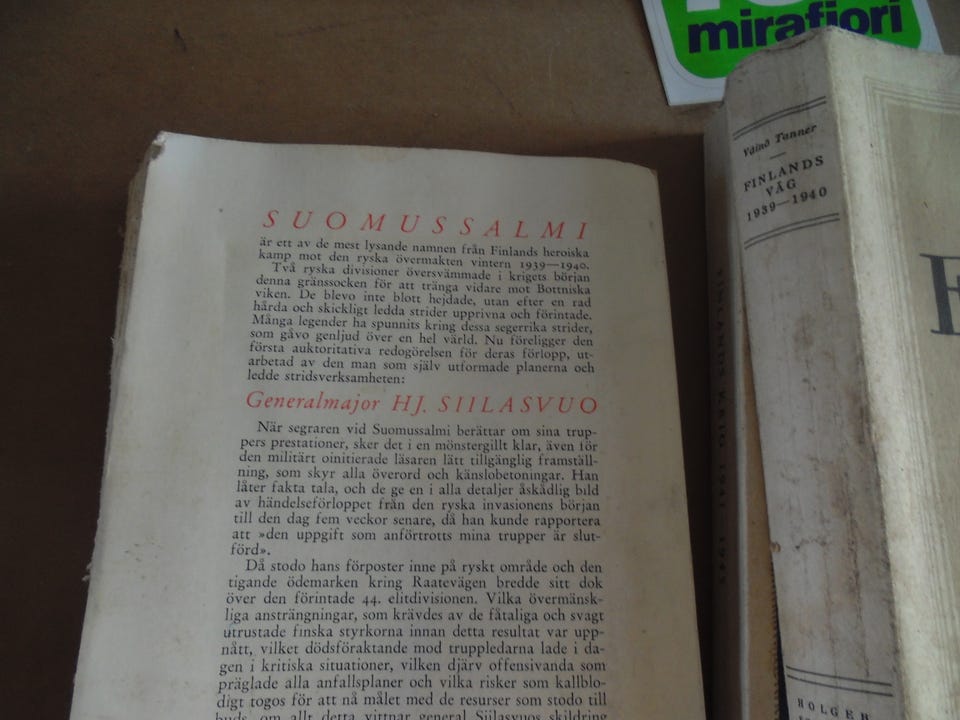 mirafiori
SUOMUSSALMI
är ett av de mest lysande namnen från Finlands heroiska
kamp mot den ryska övermakten vintern 1939—1940.
Två ryska divisioner översvämmade i krigets början
denna gränssocken för att tränga vidare mot Bottniska
viken. De blevo inte blott hejdade, utan efter en rad
hårda och skickligt ledda strider upprivna och förintade.
Många legender ha spunnits kring dessa segerrika strider,
som gåvo genljud över en hel värld. Nu föreligger den
första auktoritativa redogörelsen för deras förlopp, ut-
arbetad av den man som själv utformade planerna och
ledde stridsverksamheten:
Generalmajor HJ. SIILASVUO
När segraren vid Suomussalmi berättar om sina trup-
pers prestationer, sker det i en mönstergillt klar, även för
den militärt oinitierade läsaren lätt tillgänglig framställ-
ning, som skyr alla överord och känslobetoningar. Han
låter fakta tala, och de ge en i alla detaljer åskådlig bild
av händelseförloppet från den ryska invasionens början
till den dag fem veckor senare, då han kunde rapportera
att »den uppgift som anförtrotts mina trupper är slut-
förd».
Då stodo hans förposter inne på ryskt område och den
tigande ödemarken kring Raatevägen bredde sitt dok
över den förintade 44. elitdivisionen. Vilka övermänsk-
liga ansträngningar, som krävdes av de fåtaliga och svagt
utrustade finska styrkorna innan detta resultat var upp-
nått, vilket dödsföraktande mod truppledarna lade i da-
gen i kritiska situationer, vilken djärv offensivanda som
präglade alla anfallsplaner och vilka risker som kallblo-
digt togos för att nå målet med de resurser som stodo till
buds, om allt detta vittnar general Siilasvuos skildring
Väinö Tanner
FINLANDS
VÄG
1939—1940
HOLGER
FINLANDS KRIG 1941-1945